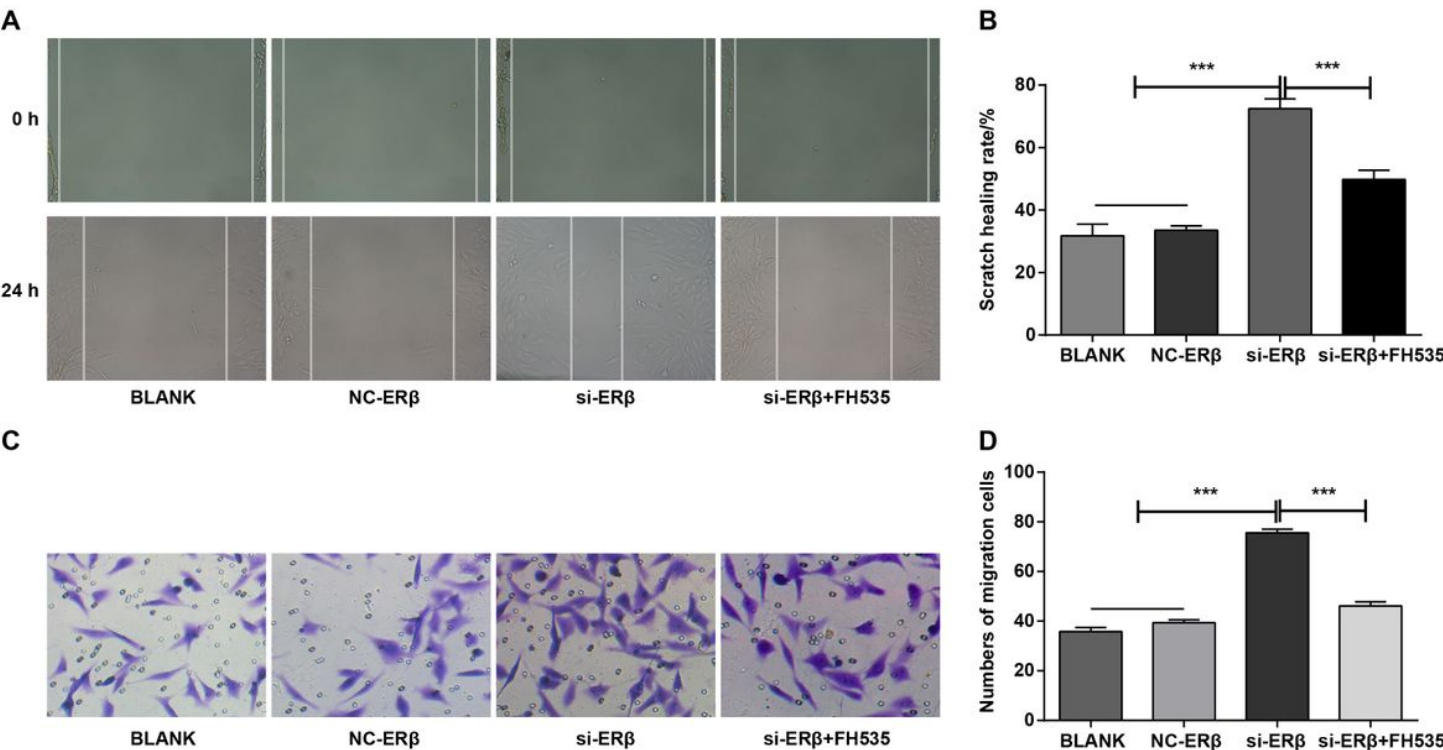 A
0 h
24 h
BLANK NC-ERβ si-ERβ si-ERβ+FH535
B
Scratch healing rate/%
80
60
40
20
0
*** ***
BLANK NC-ERβ si-ERβ si-ERβ+FH535
C
BLANK NC-ERβ si-ERβ si-ERβ+FH535
D
Numbers of migration cells
100
80
60
40
20
0
*** ***
BLANK NC-ERβ si-ERβ si-ERβ+FH535